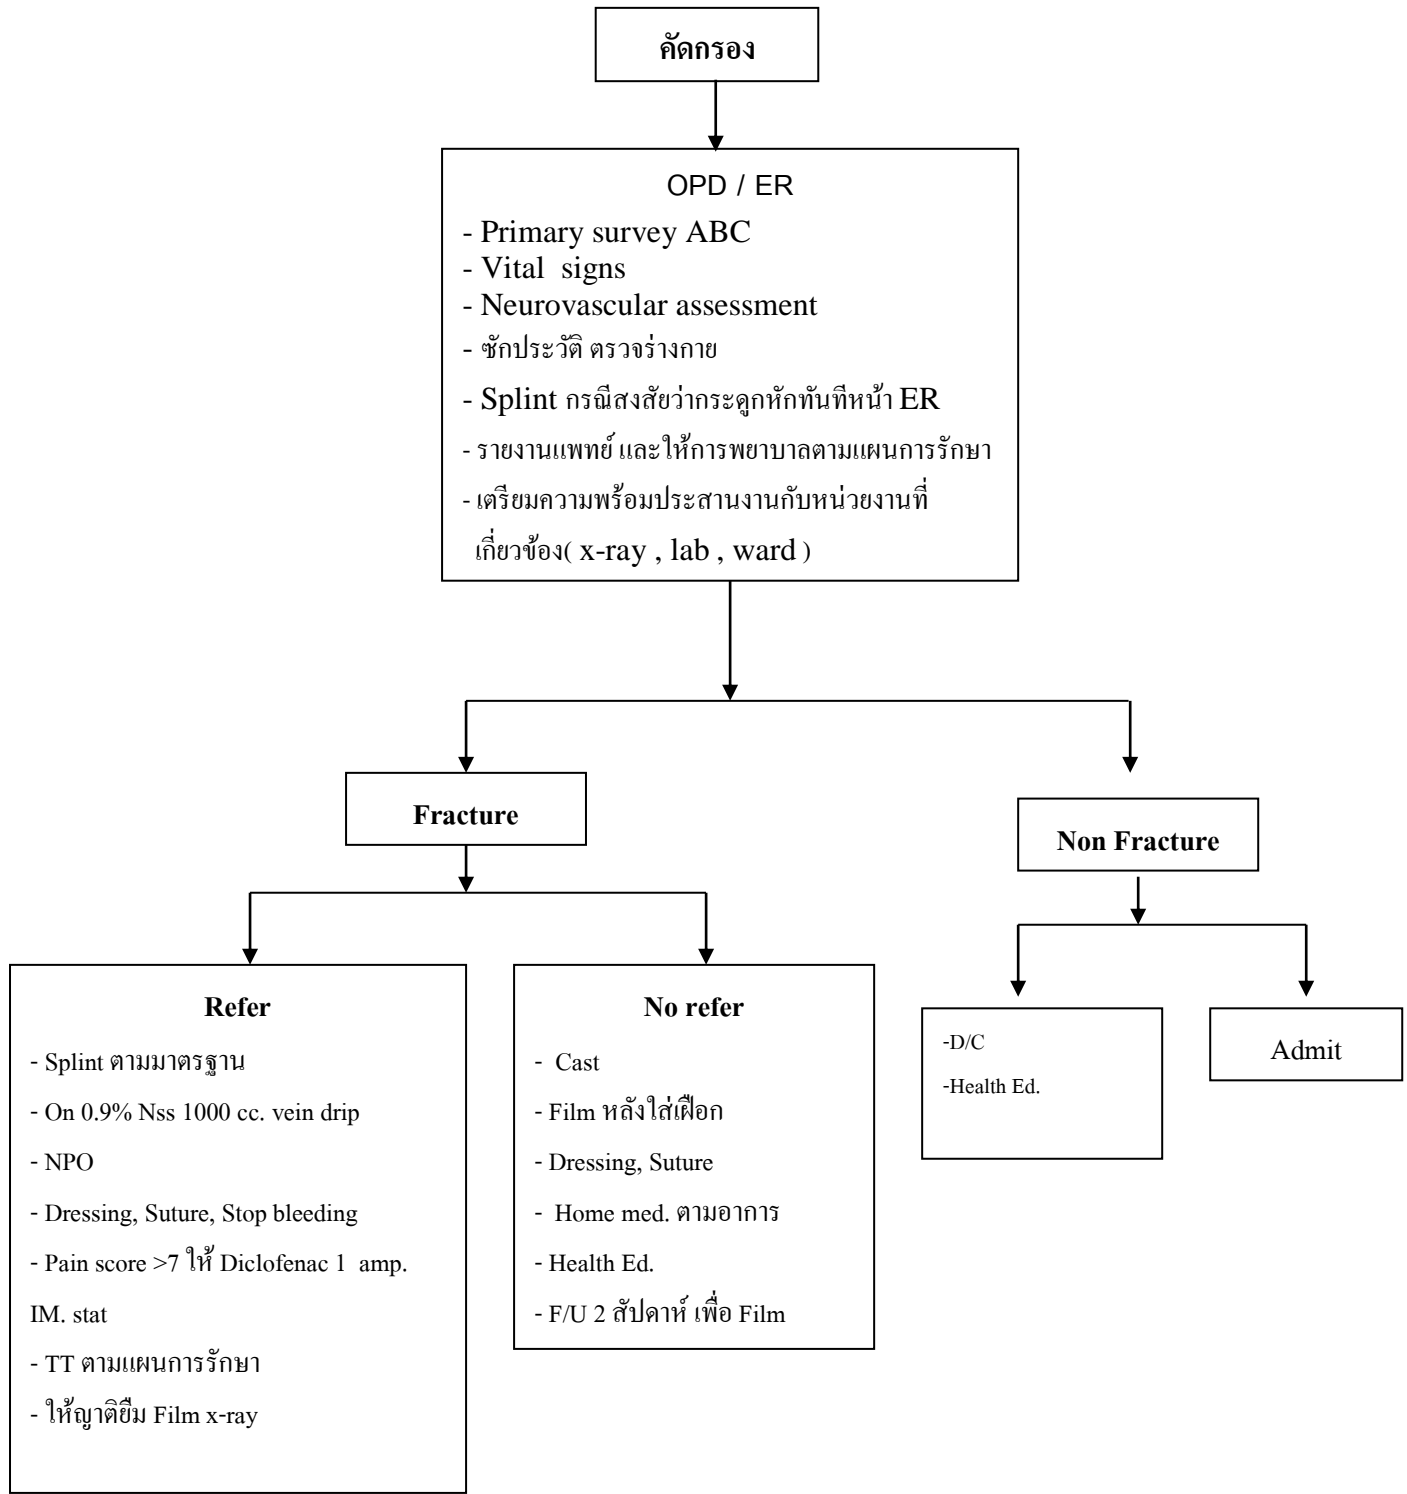 คัดกรอง
OPD / ER
- Primary survey ABC
- Vital  signs
- Neurovascular assessment
- ซักประวัติ ตรวจร่างกาย
- Splint กรณีสงสัยว่ากระดูกหักทันทีหน้า ER
- รายงานแพทย์ และให้การพยาบาลตามแผนการรักษา
- เตรียมความพร้อมประสานงานกับหน่วยงานที่
เกี่ยวข้อง( x-ray , lab , ward )
Fracture
Non Fracture
Refer
- Splint ตามมาตรฐาน
- On 0.9% Nss 1000 cc. vein drip
- NPO
- Dressing, Suture, Stop bleeding
- Pain score >7 ให้ Diclofenac 1  amp.
IM. stat
- TT ตามแผนการรักษา
- ให้ญาติยืม Film x-ray
No refer
-  Cast
- Film หลังใส่เฝือก
- Dressing, Suture
-  Home med. ตามอาการ
- Health Ed.
- F/U 2 สัปดาห์ เพื่อ Film
-D/C
-Health Ed.
Admit